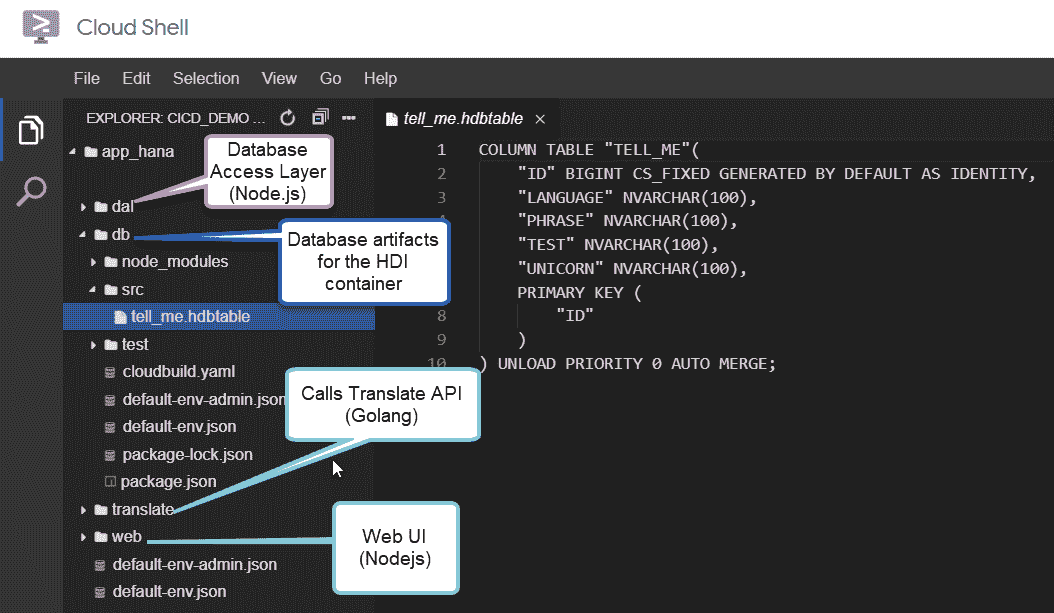 Cloud Shell
File Edit Selection View Go Help
EXPLORER: CICD_DEMO ...
app_hana
dal
db
node_modules
src
tell_me.hdbtable
test
cloudbuild.yaml
default-env-admin.json
default-env.json
package-lock.json
package.json
translate
web
default-env-admin.json
default-env.json
Database
Access Layer
(Node.js)
Database artifacts
for the HDI
container
Calls Translate API
(Golang)
Web UI
(Nodejs)
tell_me.hdbtable ×
1 COLUMN TABLE "TELL_ME"(
2 "ID" BIGINT CS_FIXED GENERATED BY DEFAULT AS IDENTITY,
3 "LANGUAGE" NVARCHAR(100),
"PHRASE" NVARCHAR(100),
"TEST" NVARCHAR(100),
"UNICORN" NVARCHAR(100),
PRIMARY KEY (
8 "ID"
9 )
10 ) UNLOAD PRIORITY 0 AUTO MERGE;